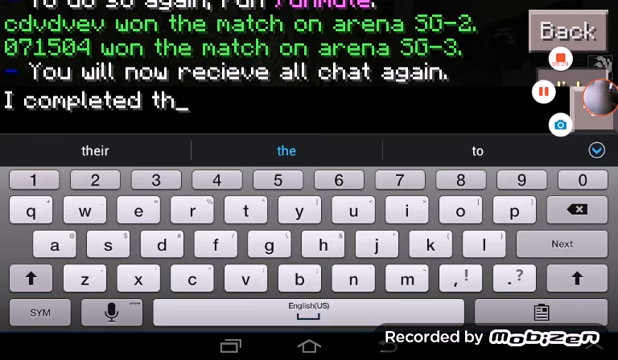 To do so again, run /unmute.
cdvdvev won the match on arena SG-2.
071504 won the match on arena SG-3.
- You will now recieve all chat again.
I completed th_
Back
their the to
1 2 3 4 5 6 7 8 9 0
q w e r t y u i o p
a s d f g h j k l Next
z x c v b n m ,! .?
SYM English(US)
Recorded by Mobizen